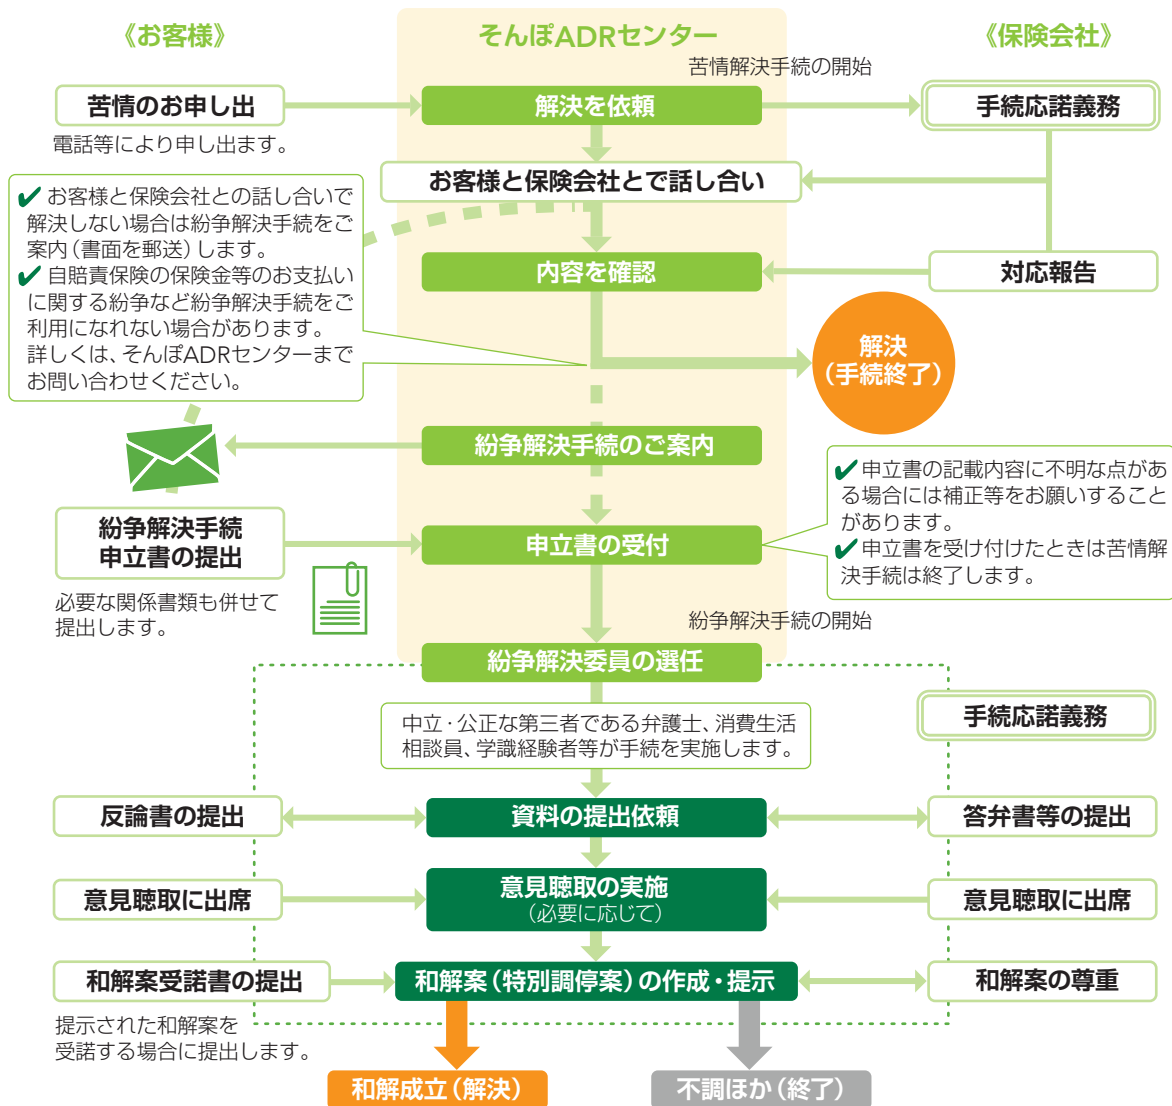 《お客様》
そんぽADRセンター
《保険会社》
苦情解決手続の開始
苦情のお申し出
解決を依頼
手続応諾義務
電話等により申し出ます。
お客様と保険会社とで話し合い
✔ お客様と保険会社との話し合いで
解決しない場合は紛争解決手続をご
案内（書面を郵送）します。
✔ 自賠責保険の保険金等のお支払い
に関する紛争など紛争解決手続をご
利用になれない場合があります。
詳しくは、そんぽADRセンターまで
お問い合わせください。
内容を確認
対応報告
解決
（手続終了）
紛争解決手続のご案内
✔ 申立書の記載内容に不明な点があ
る場合には補正等をお願いすること
があります。
✔ 申立書を受け付けたときは苦情解
決手続は終了します。
紛争解決手続
申立書の提出
申立書の受付
必要な関係書類も併せて
提出します。
紛争解決手続の開始
紛争解決委員の選任
手続応諾義務
中立・公正な第三者である弁護士、消費生活
相談員、学識経験者等が手続を実施します。
反論書の提出
資料の提出依頼
答弁書等の提出
意見聴取に出席
意見聴取の実施
（必要に応じて）
意見聴取に出席
和解案受諾書の提出
和解案（特別調停案）の作成・提示
和解案の尊重
提示された和解案を
受諾する場合に提出します。
和解成立（解決）
不調ほか（終了）